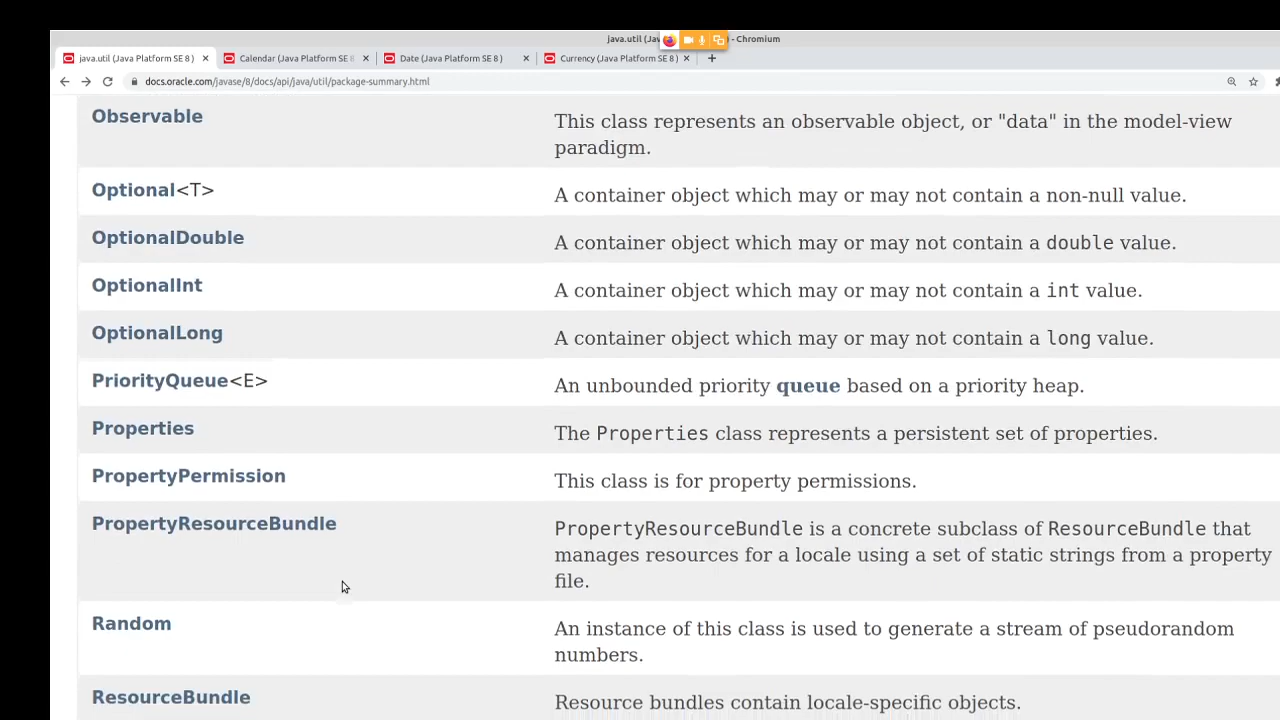 java.util (Jav - Chromium
java.util (Java Platform SE 8 ) Calendar (Java Platform SE 8 Date (Java Platform SE 8 ) Currency (Java Platform SE 8 )
docs.oracle.com/javase/8/docs/api/java/util/package-summary.html
Observable
This class represents an observable object, or "data" in the model-view
paradigm.
Optional<T>
A container object which may or may not contain a non-null value.
OptionalDouble
A container object which may or may not contain a double value.
OptionalInt
A container object which may or may not contain a int value.
OptionalLong
A container object which may or may not contain a long value.
PriorityQueue<E>
An unbounded priority queue based on a priority heap.
Properties
The Properties class represents a persistent set of properties.
PropertyPermission
This class is for property permissions.
PropertyResourceBundle
PropertyResourceBundle is a concrete subclass of ResourceBundle that
manages resources for a locale using a set of static strings from a property
file.
Random
An instance of this class is used to generate a stream of pseudorandom
numbers.
ResourceBundle
Resource bundles contain locale-specific objects.